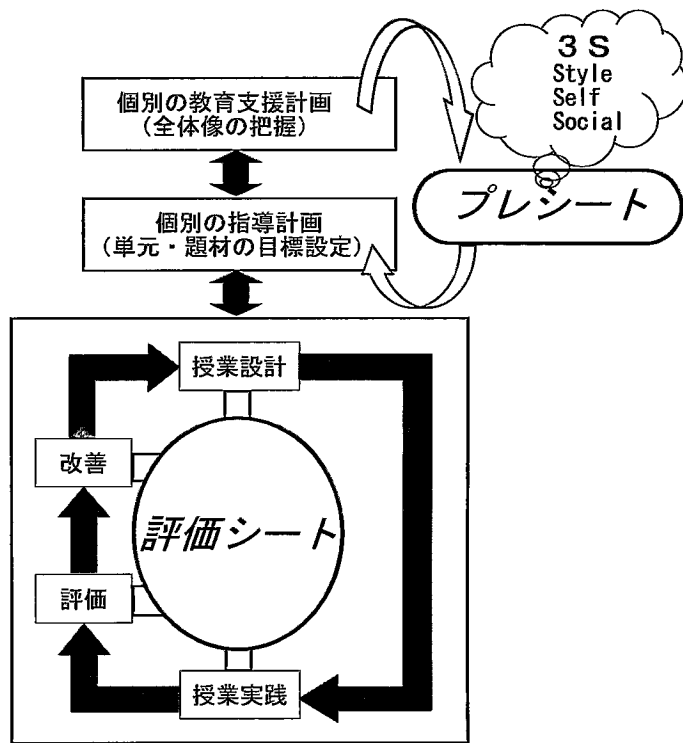 3S
Style
Self
Social
個別の教育支援計画
(全体像の把握)
プレシート
個別の指導計画
(単元・題材の目標設定)
授業設計
改善
評価シート
評価
授業実践